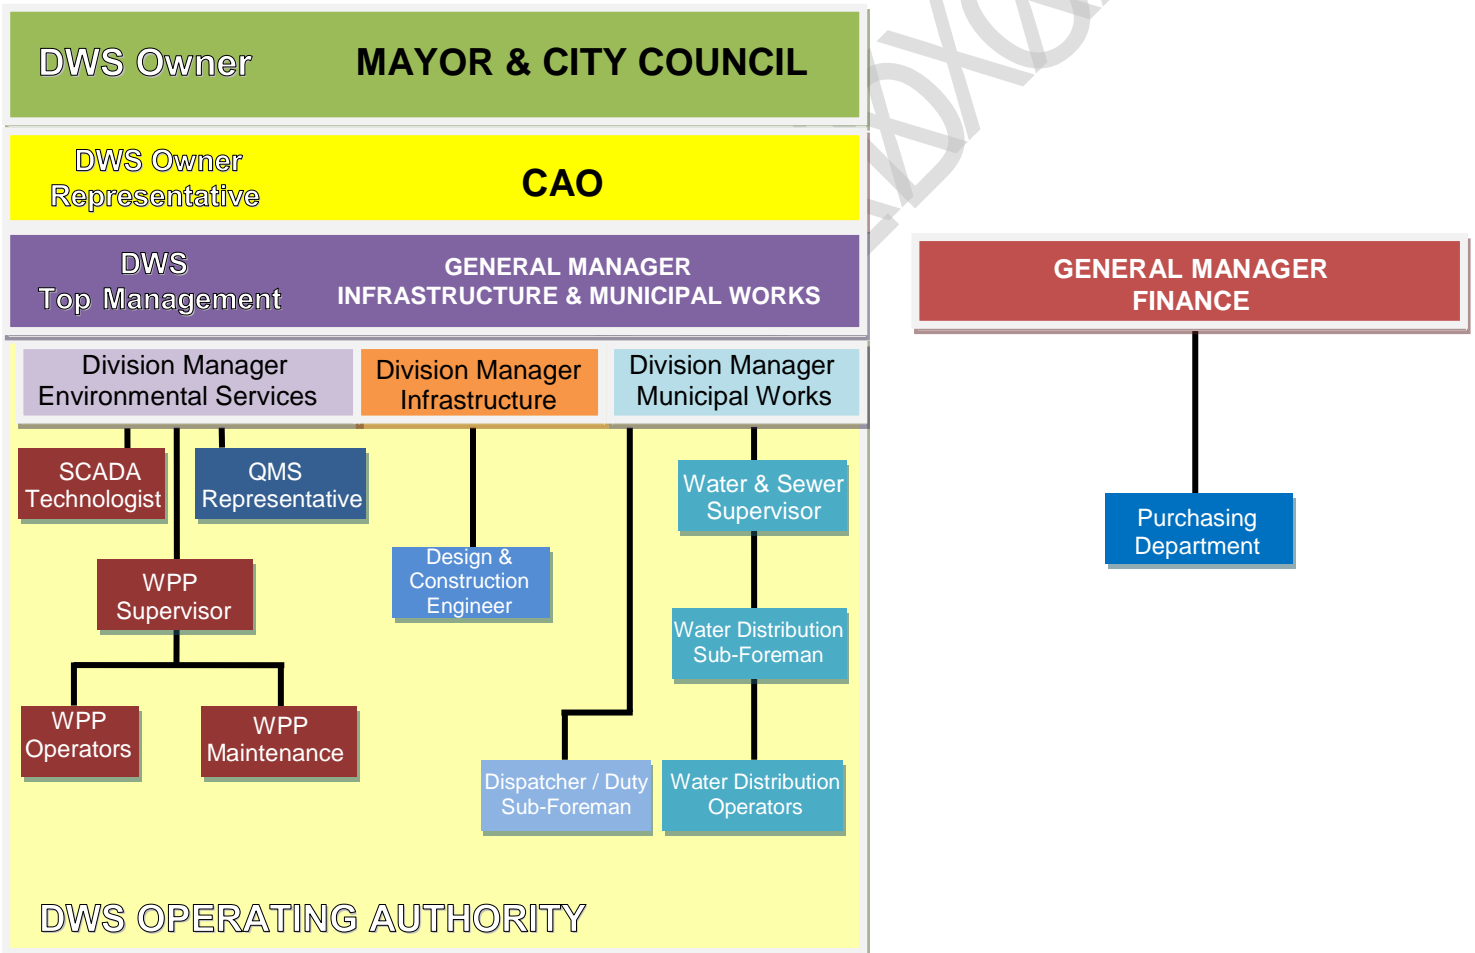 DWS Owner
MAYOR & CITY COUNCIL
DWS Owner
Representative
CAO
DWS
Top Management
GENERAL MANAGER
INFRASTRUCTURE & MUNICIPAL WORKS
GENERAL MANAGER
FINANCE
Division Manager
Environmental Services
Division Manager
Infrastructure
Division Manager
Municipal Works
SCADA
Technologist
QMS
Representative
Water & Sewer
Supervisor
Purchasing
Department
WPP
Supervisor
Design &
Construction
Engineer
Water Distribution
Sub-Foreman
WPP
Operators
WPP
Maintenance
Dispatcher / Duty
Sub-Foreman
Water Distribution
Operators
DWS OPERATING AUTHORITY